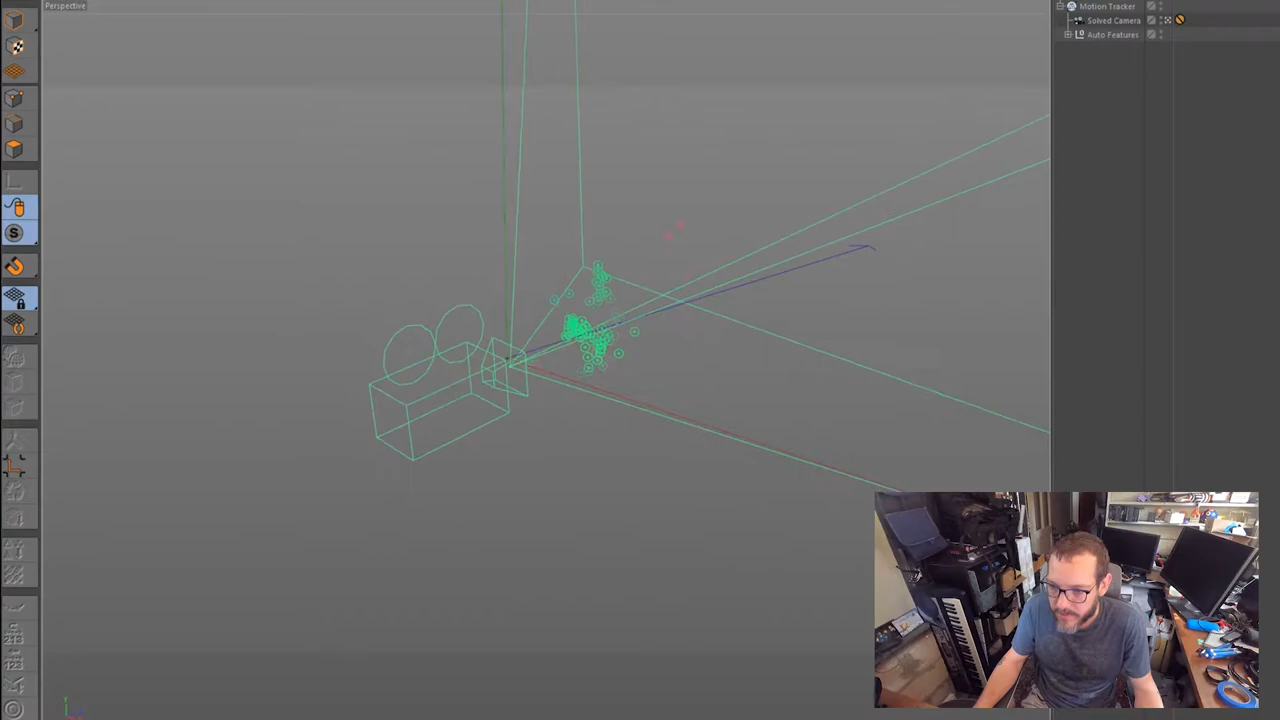 Perspective
Motion Tracker
Solved Camera
Auto Features
S
Y